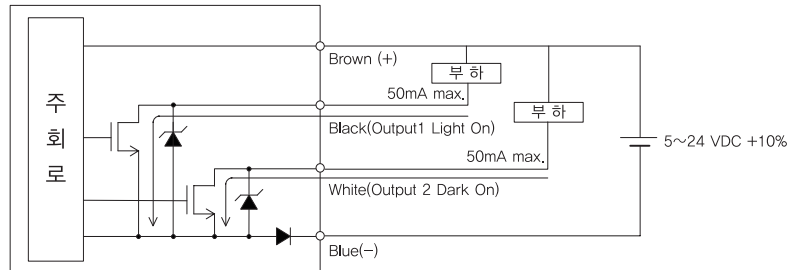 주
회
로
Brown (+)
부 하
50mA max.
부 하
Black(Output1 Light On)
5~24 VDC +10%
50mA max.
White(Output 2 Dark On)
Blue(-)